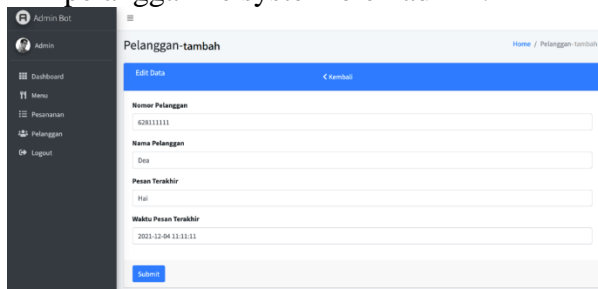 Admin Bot
Admin
Dashboard
Menu
Pesananan
Pelanggan
Logout
Pelanggan-tambah
Home / Pelanggan-tambah
Edit Data
Kembali
Nomor Pelanggan
628111111
Nama Pelanggan
Dea
Pesan Terakhir
Hai
Waktu Pesan Terakhir
2021-12-04 11:11:11
Submit